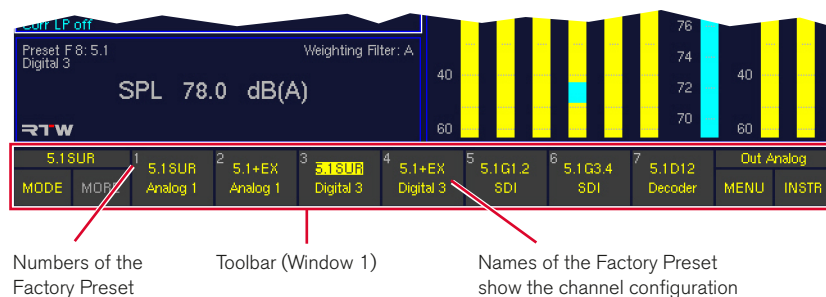 Corr LP off
Preset F 8: 5.1
Digital 3
Weighting Filter: A
SPL 78.0 dB(A)
RTW
40
60
76
74
72
70
40
60
5.1SUR
MODE MORE
1 5.1SUR Analog 1
2 5.1+EX Analog 1
3 5.1SUR Digital 3
4 5.1+EX Digital 3
5 5.1G1.2 SDI
6 5.1G3.4 SDI
7 5.1D12 Decoder
Out Analog
MENU INSTR
Numbers of the
Factory Preset
Toolbar (Window 1)
Names of the Factory Preset
show the channel configuration